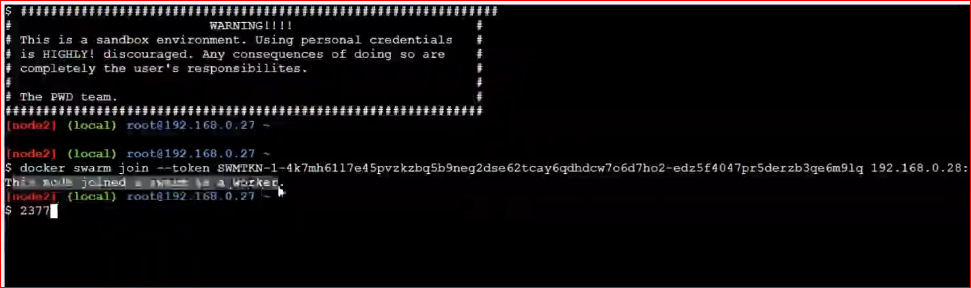 $ ##############################################################
# WARNING!!!! #
# This is a sandbox environment. Using personal credentials #
# is HIGHLY! discouraged. Any consequences of doing so are #
# completely the user's responsibilites. #
# #
# The PWD team. #
##############################################################
[node2] (local) root@192.168.0.27 ~
[node2] (local) root@192.168.0.27 ~
$ docker swarm join --token SWMTKN-1-4k7mh6117e45pvzkzbq5b9neg2dse62tcay6qdhdcw7o6d7ho2-edz5f4047pr5derzb3qe6m9lq 192.168.0.28:
This node joined a swarm as a worker.
[node2] (local) root@192.168.0.27 ~
$ 2377